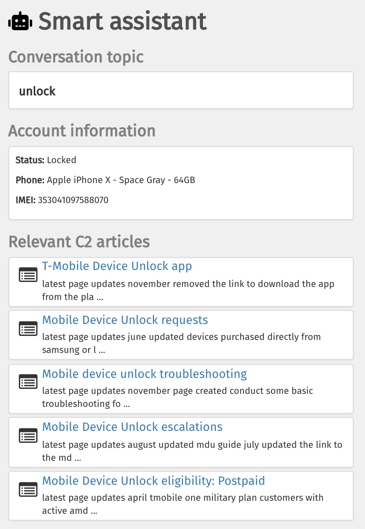 Smart assistant
Conversation topic
unlock
Account information
Status: Locked
Phone: Apple iPhone X - Space Gray - 64GB
IMEI: 353041097588070
Relevant C2 articles
T-Mobile Device Unlock app
latest page updates november removed the link to download the app
from the pla ...
Mobile Device Unlock requests
latest page updates june updated devices purchased directly from
samsung or l ...
Mobile device unlock troubleshooting
latest page updates november page created conduct some basic
troubleshooting fo ...
Mobile Device Unlock escalations
latest page updates august updated mdu guide july updated the link to
the md ...
Mobile Device Unlock eligibility: Postpaid
latest page updates april tmobile one military plan customers with
active amd ...